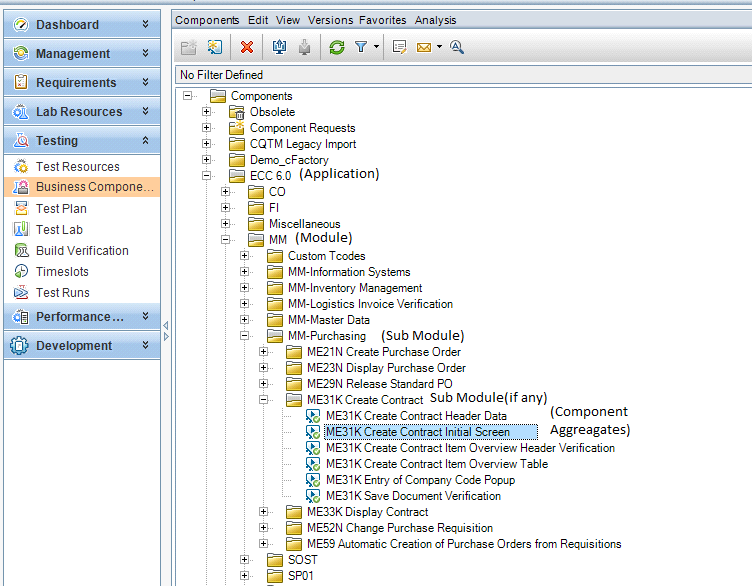 Dashboard
Management
Requirements
Lab Resources
Testing
Test Resources
Business Compone...
Test Plan
Test Lab
Build Verification
Timeslots
Test Runs
Performance...
Development
Components Edit View Versions Favorites Analysis
No Filter Defined
Components
Obsolete
Component Requests
CQTM Legacy Import
Demo_cFactory
ECC 6.0 (Application)
CO
FI
Miscellaneous
MM (Module)
Custom Tcodes
MM-Information Systems
MM-Inventory Management
MM-Logistics Invoice Verification
MM-Master Data
MM-Purchasing (Sub Module)
ME21N Create Purchase Order
ME23N Display Purchase Order
ME29N Release Standard PO
ME31K Create Contract Sub Module(if any)
ME31K Create Contract Header Data (Component
ME31K Create Contract Initial Screen Aggreagates)
ME31K Create Contract Item Overview Header Verification
ME31K Create Contract Item Overview Table
ME31K Entry of Company Code Popup
ME31K Save Document Verification
ME33K Display Contract
ME52N Change Purchase Requisition
ME59 Automatic Creation of Purchase Orders from Requisitions
SOST
SP01